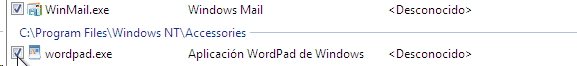 WinMail.exe Windows Mail <Desconocido>
C:\Program Files\Windows NT\Accessories
wordpad.exe Aplicación WordPad de Windows <Desconocido>